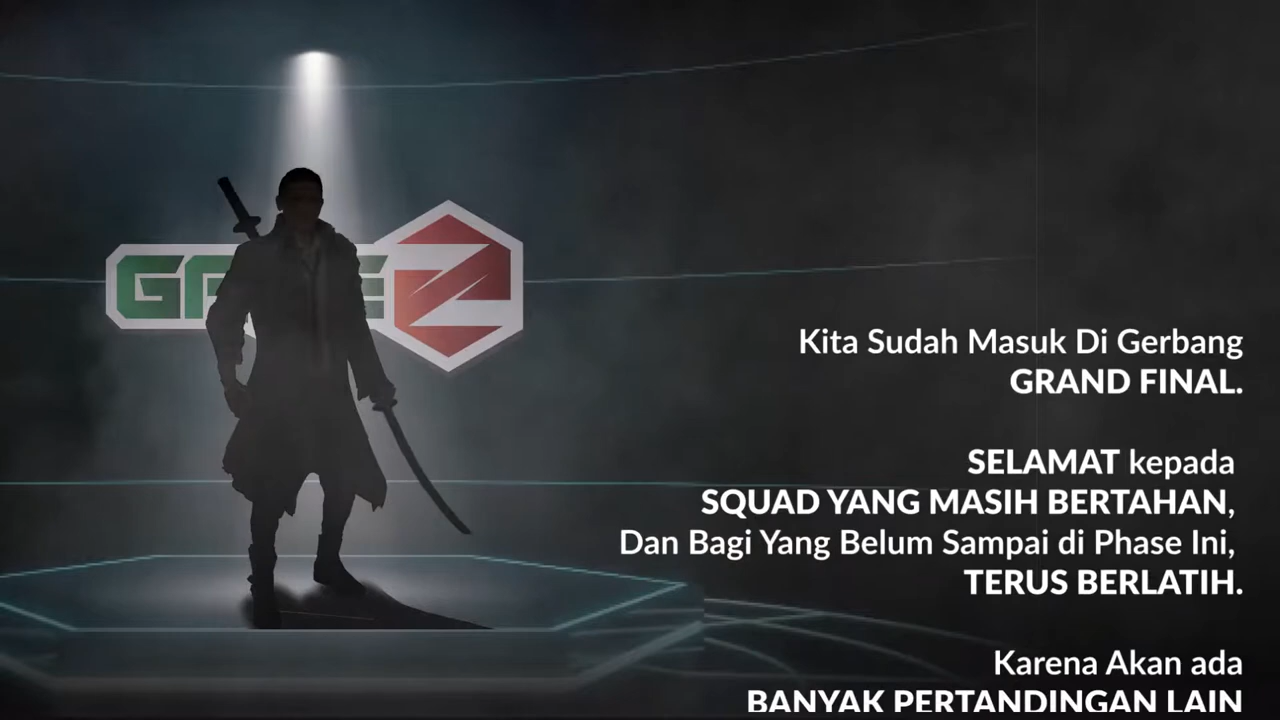 Kita Sudah Masuk Di Gerbang
GRAND FINAL.
SELAMAT kepada
SQUAD YANG MASIH BERTAHAN,
Dan Bagi Yang Belum Sampai di Phase Ini,
TERUS BERLATIH.
Karena Akan ada
BANYAK PERTANDINGAN LAIN